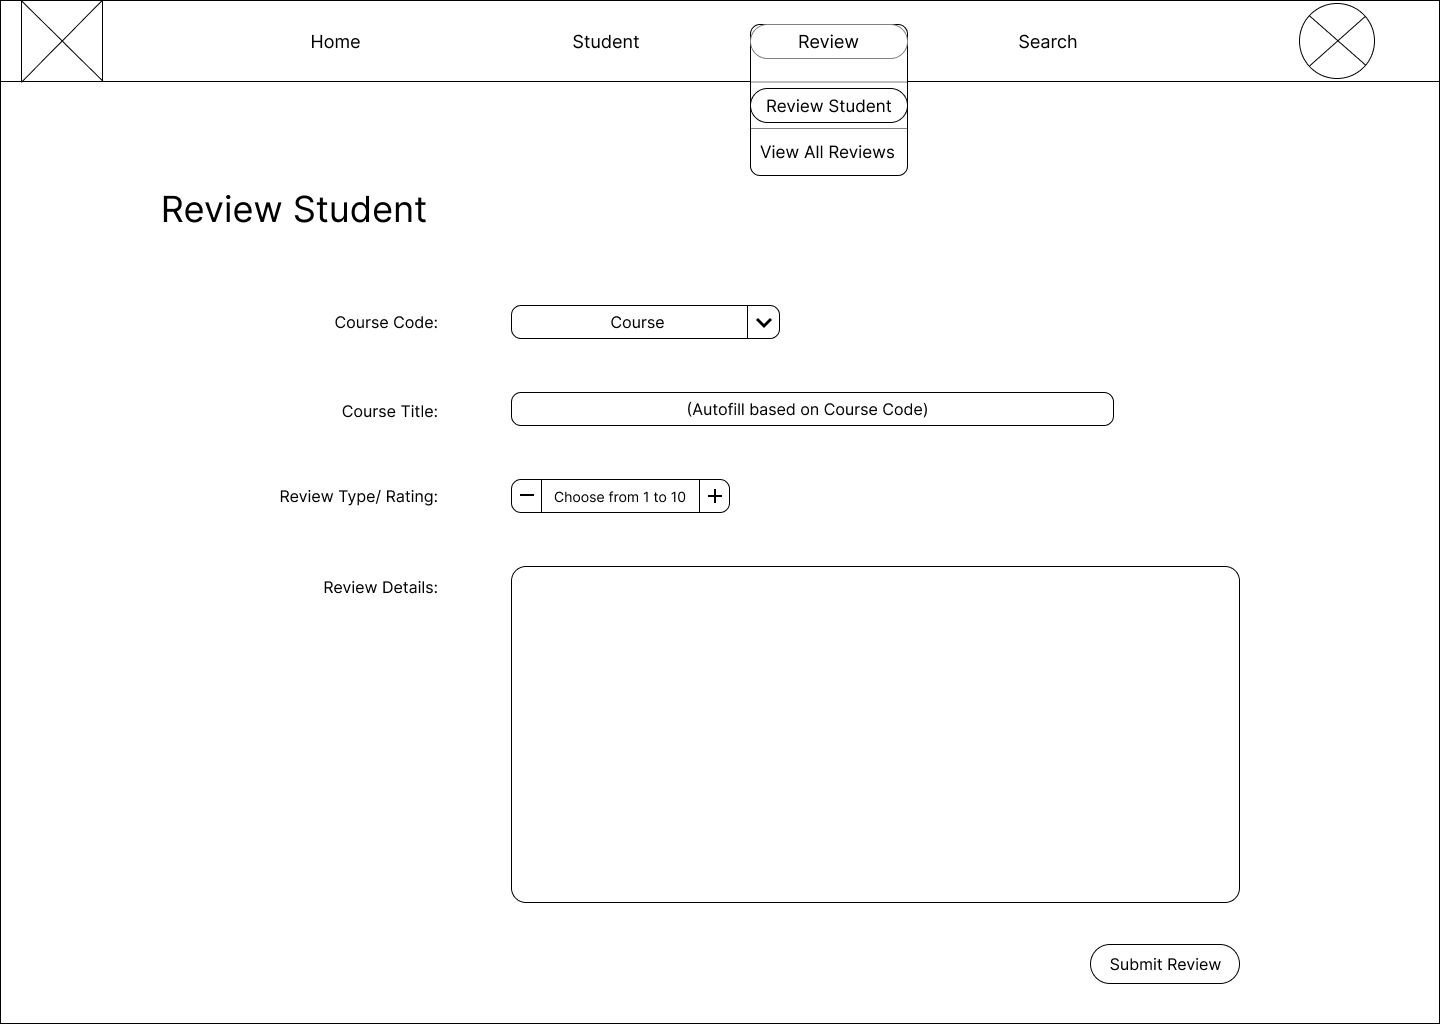 Home
Student
Review
Search
Review Student
View All Reviews
Review Student
Course Code:
Course
Course Title:
(Autofill based on Course Code)
Review Type/ Rating:
Choose from 1 to 10
Review Details:
Submit Review